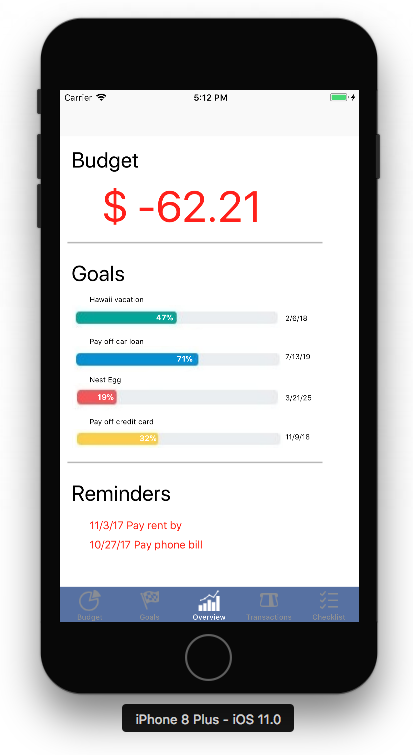 Carrier 5:12 PM
Budget
$ -62.21
Goals
Hawaii vacation
47% 2/6/18
Pay off car loan
71% 7/13/19
Nest Egg
19% 3/21/25
Pay off credit card
32% 11/9/18
Reminders
11/3/17 Pay rent by
10/27/17 Pay phone bill
Budget Goals Overview Transactions Checklist
iPhone 8 Plus - iOS 11.0